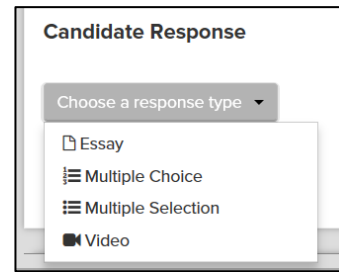 Candidate Response
Choose a response type
Essay
Multiple Choice
Multiple Selection
Video